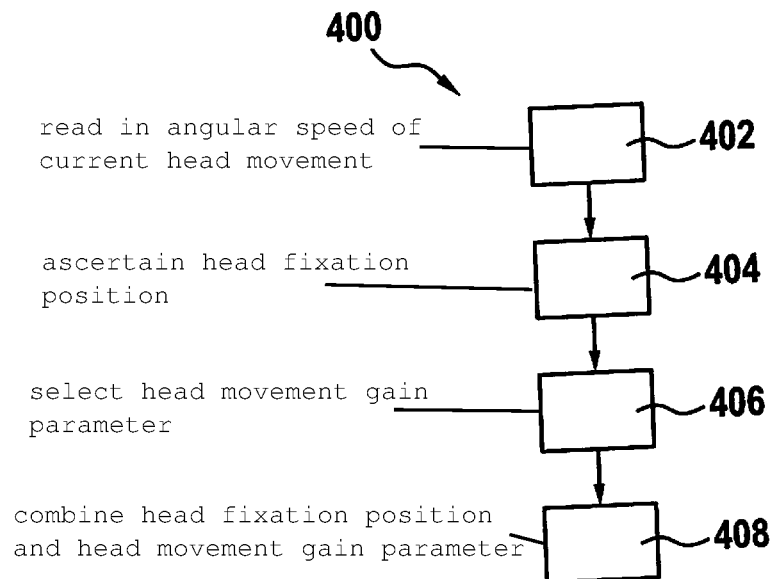 400
read in angular speed of
current head movement
402
ascertain head fixation
position
404
select head movement gain
parameter
406
combine head fixation position
and head movement gain parameter
408